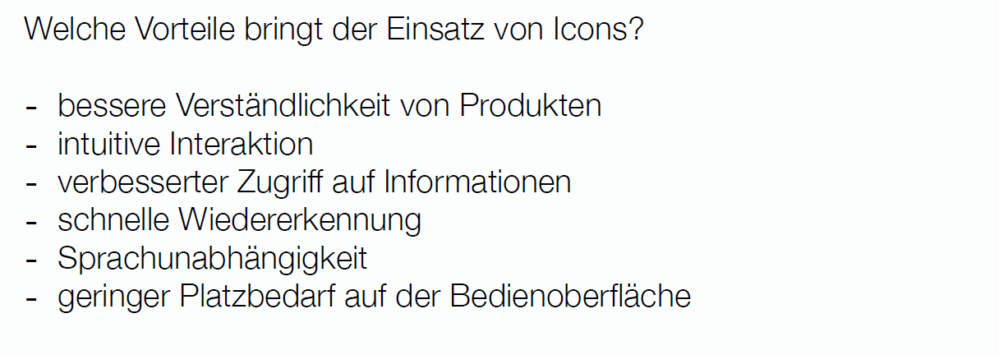 Welche Vorteile bringt der Einsatz von Icons?
- bessere Verständlichkeit von Produkten
- intuitive Interaktion
- verbesserter Zugriff auf Informationen
- schnelle Wiedererkennung
- Sprachunabhängigkeit
- geringer Platzbedarf auf der Bedienoberfläche